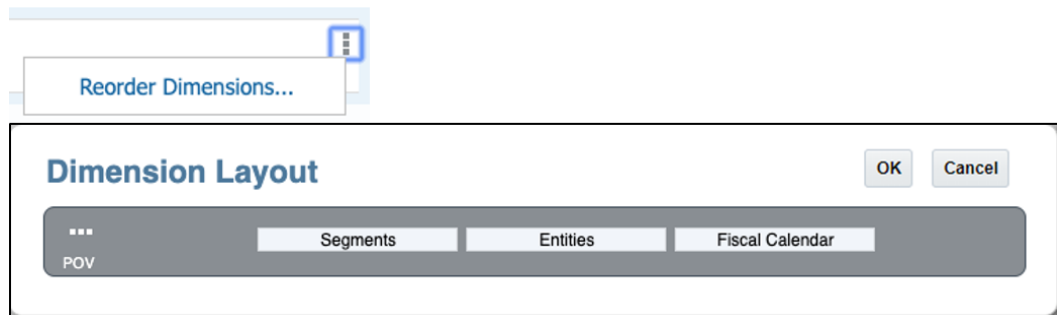 Reorder Dimensions...
Dimension Layout
OK
Cancel
Segments
Entities
Fiscal Calendar
POV